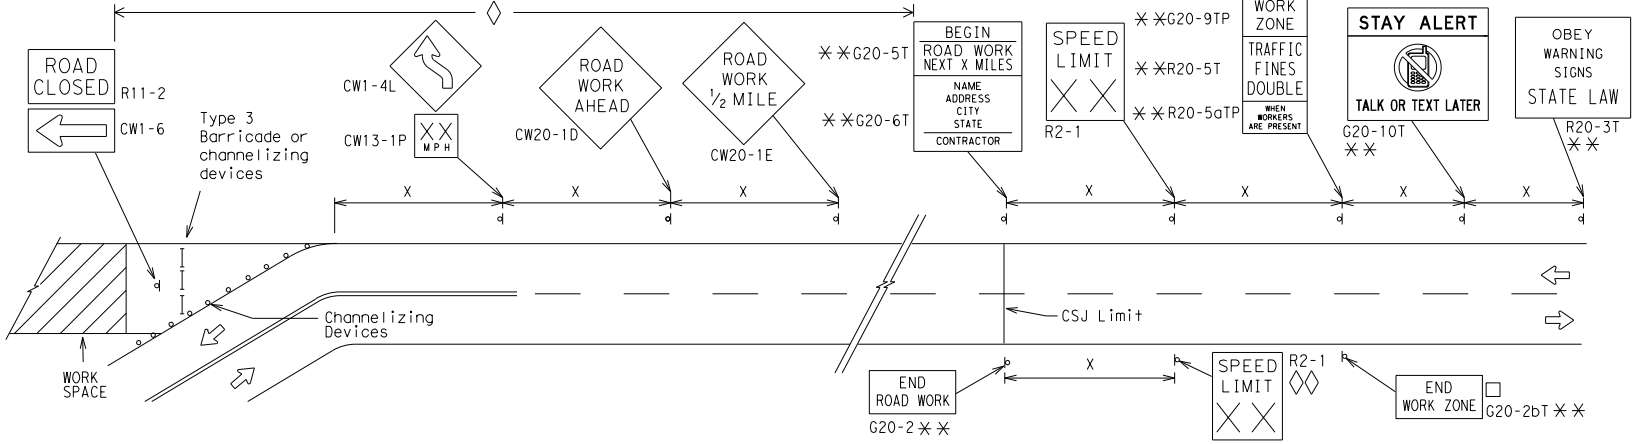 ROAD
CLOSED
R11-2
CW1-6
Type 3
Barricade or
channelizing
devices
CW1-4L
CW13-1P
X X
MPH
ROAD
WORK
AHEAD
CW20-1D
ROAD
WORK
1/2 MILE
CW20-1E
**G20-5T
**G20-6T
BEGIN
ROAD WORK
NEXT X MILES
NAME
ADDRESS
CITY
STATE
CONTRACTOR
SPEED
LIMIT
X X
R2-1
**G20-9TP
**R20-5T
**R20-5aTP
WORK
ZONE
TRAFFIC
FINES
DOUBLE
WHEN
WORKERS
ARE PRESENT
STAY ALERT
TALK OR TEXT LATER
G20-10T
**
OBEY
WARNING
SIGNS
STATE LAW
R20-3T
**
X
X
X
X
X
X
X
Channelizing
Devices
CSJ Limit
WORK
SPACE
END
ROAD WORK
G20-2 **
X
SPEED
LIMIT
X X
R2-1
END
WORK ZONE
G20-2bT **